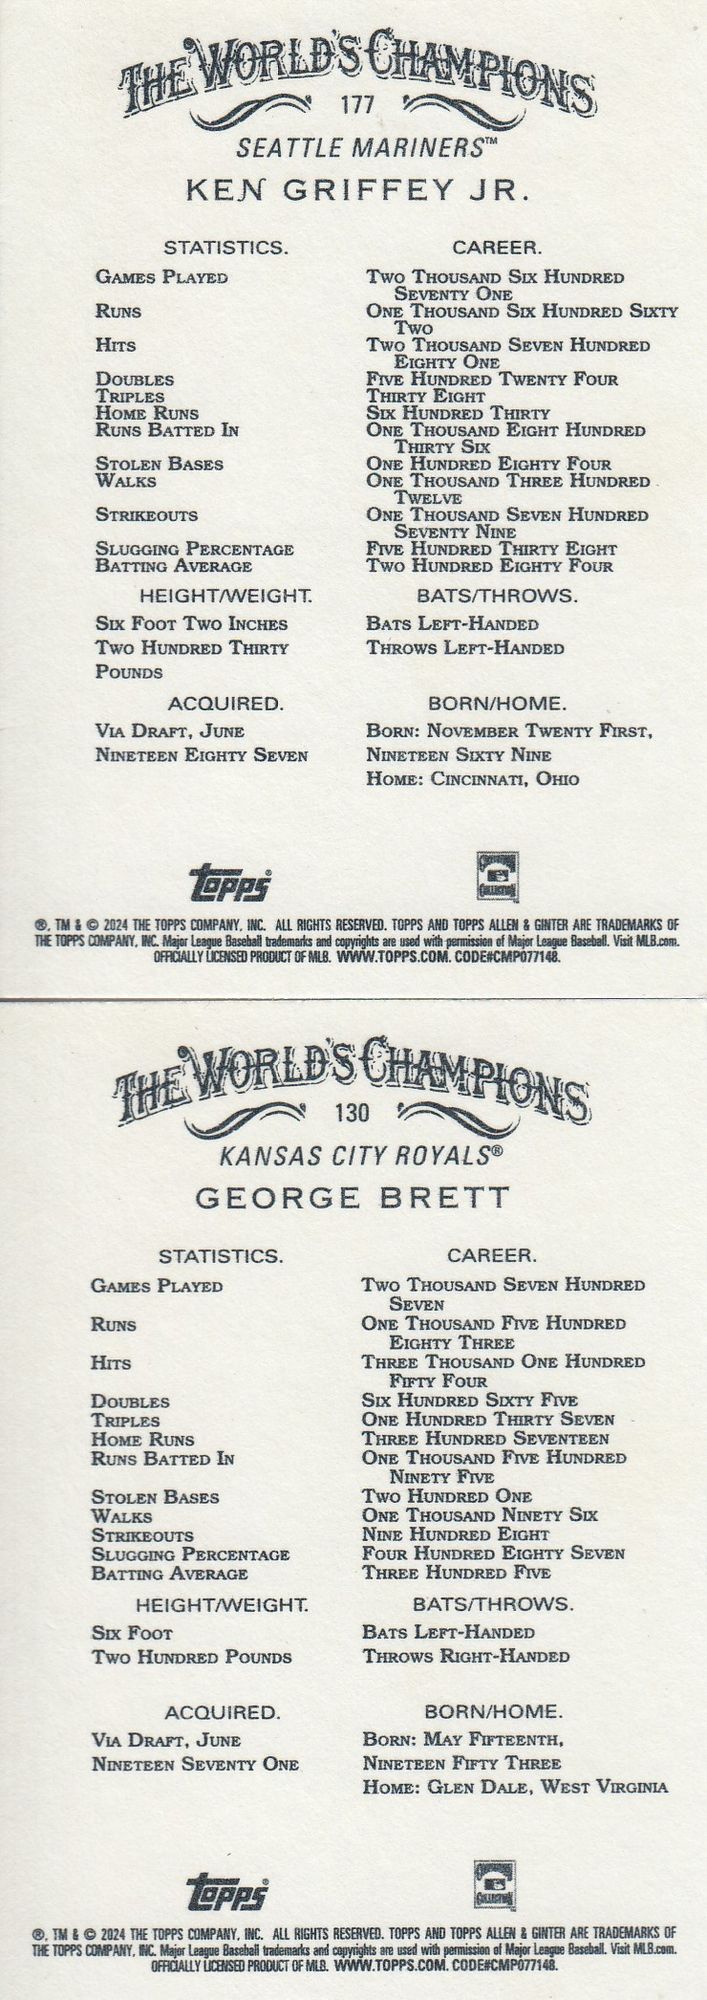 THE WORLD'S CHAMPIONS
177
SEATTLE MARINERS™
KEN GRIFFEY JR.
STATISTICS. CAREER.
GAMES PLAYED TWO THOUSAND SIX HUNDRED
SEVENTY ONE
RUNS ONE THOUSAND SIX HUNDRED SIXTY
TWO
HITS TWO THOUSAND SEVEN HUNDRED
EIGHTY ONE
DOUBLES FIVE HUNDRED TWENTY FOUR
TRIPLES THIRTY EIGHT
HOME RUNS SIX HUNDRED THIRTY
RUNS BATTED IN ONE THOUSAND EIGHT HUNDRED
THIRTY SIX
STOLEN BASES ONE HUNDRED EIGHTY FOUR
WALKS ONE THOUSAND THREE HUNDRED
TWELVE
STRIKEOUTS ONE THOUSAND SEVEN HUNDRED
SEVENTY NINE
SLUGGING PERCENTAGE FIVE HUNDRED THIRTY EIGHT
BATTING AVERAGE TWO HUNDRED EIGHTY FOUR
HEIGHT/WEIGHT. BATS/THROWS.
SIX FOOT TWO INCHES BATS LEFT-HANDED
TWO HUNDRED THIRTY THROWS LEFT-HANDED
POUNDS
ACQUIRED. BORN/HOME.
VIA DRAFT, JUNE BORN: NOVEMBER TWENTY FIRST,
NINETEEN EIGHTY SEVEN NINETEEN SIXTY NINE
HOME: CINCINNATI, OHIO
topps COOPERSTOWN COLLECTION
®, TM & © 2024 THE TOPPS COMPANY, INC. ALL RIGHTS RESERVED. TOPPS AND TOPPS ALLEN & GINTER ARE TRADEMARKS OF
THE TOPPS COMPANY, INC. Major League Baseball trademarks and copyrights are used with permission of Major League Baseball. Visit MLB.com.
OFFICIALLY LICENSED PRODUCT OF MLB. WWW.TOPPS.COM. CODE#CMP077148.
THE WORLD'S CHAMPIONS
130
KANSAS CITY ROYALS®
GEORGE BRETT
STATISTICS. CAREER.
GAMES PLAYED TWO THOUSAND SEVEN HUNDRED
SEVEN
RUNS ONE THOUSAND FIVE HUNDRED
EIGHTY THREE
HITS THREE THOUSAND ONE HUNDRED
FIFTY FOUR
DOUBLES SIX HUNDRED SIXTY FIVE
TRIPLES ONE HUNDRED THIRTY SEVEN
HOME RUNS THREE HUNDRED SEVENTEEN
RUNS BATTED IN ONE THOUSAND FIVE HUNDRED
NINETY FIVE
STOLEN BASES TWO HUNDRED ONE
WALKS ONE THOUSAND NINETY SIX
STRIKEOUTS NINE HUNDRED EIGHT
SLUGGING PERCENTAGE FOUR HUNDRED EIGHTY SEVEN
BATTING AVERAGE THREE HUNDRED FIVE
HEIGHT/WEIGHT. BATS/THROWS.
SIX FOOT BATS LEFT-HANDED
TWO HUNDRED POUNDS THROWS RIGHT-HANDED
ACQUIRED. BORN/HOME.
VIA DRAFT, JUNE BORN: MAY FIFTEENTH,
NINETEEN SEVENTY ONE NINETEEN FIFTY THREE
HOME: GLEN DALE, WEST VIRGINIA
topps COOPERSTOWN COLLECTION
®, TM & © 2024 THE TOPPS COMPANY, INC. ALL RIGHTS RESERVED. TOPPS AND TOPPS ALLEN & GINTER ARE TRADEMARKS OF
THE TOPPS COMPANY, INC. Major League Baseball trademarks and copyrights are used with permission of Major League Baseball. Visit MLB.com.
OFFICIALLY LICENSED PRODUCT OF MLB. WWW.TOPPS.COM. CODE#CMP077148.